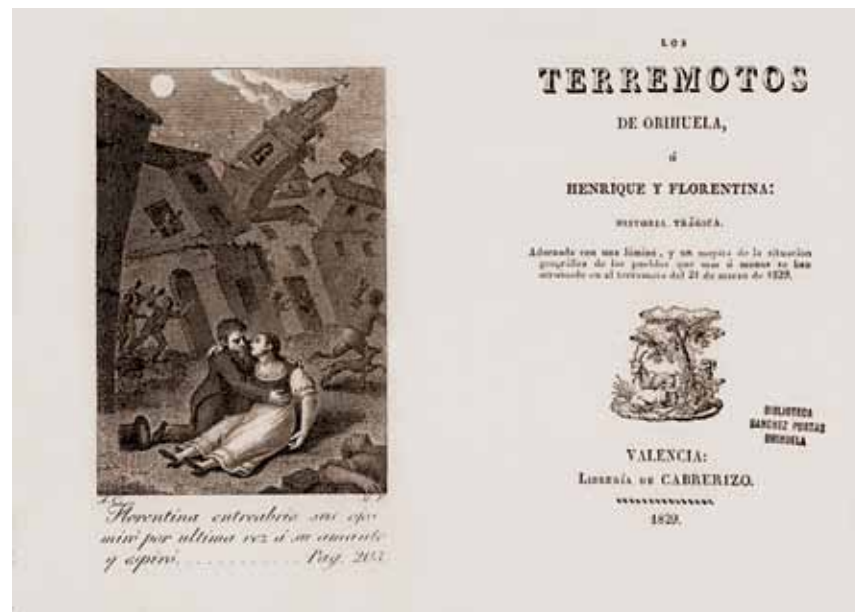 Florentina entreabrio sus ojos
miró por ultima vez á su amante
y espiró. . . . . . . . . . . Pag. 203.
LOS
TERREMOTOS
DE ORIHUELA,
ó
HENRIQUE Y FLORENTINA:
HISTORIA TRÁGICA.
Adornada con una lámina, y un mapita de la situacion
geográfica de los pueblos que mas ó menos se han
arruinado en el terremoto del 21 de marzo de 1829.
BIBLIOTECA
SANCHEZ PORTAS
ORIHUELA
VALENCIA:
LIBRERÍA DE CABRERIZO.
1829.